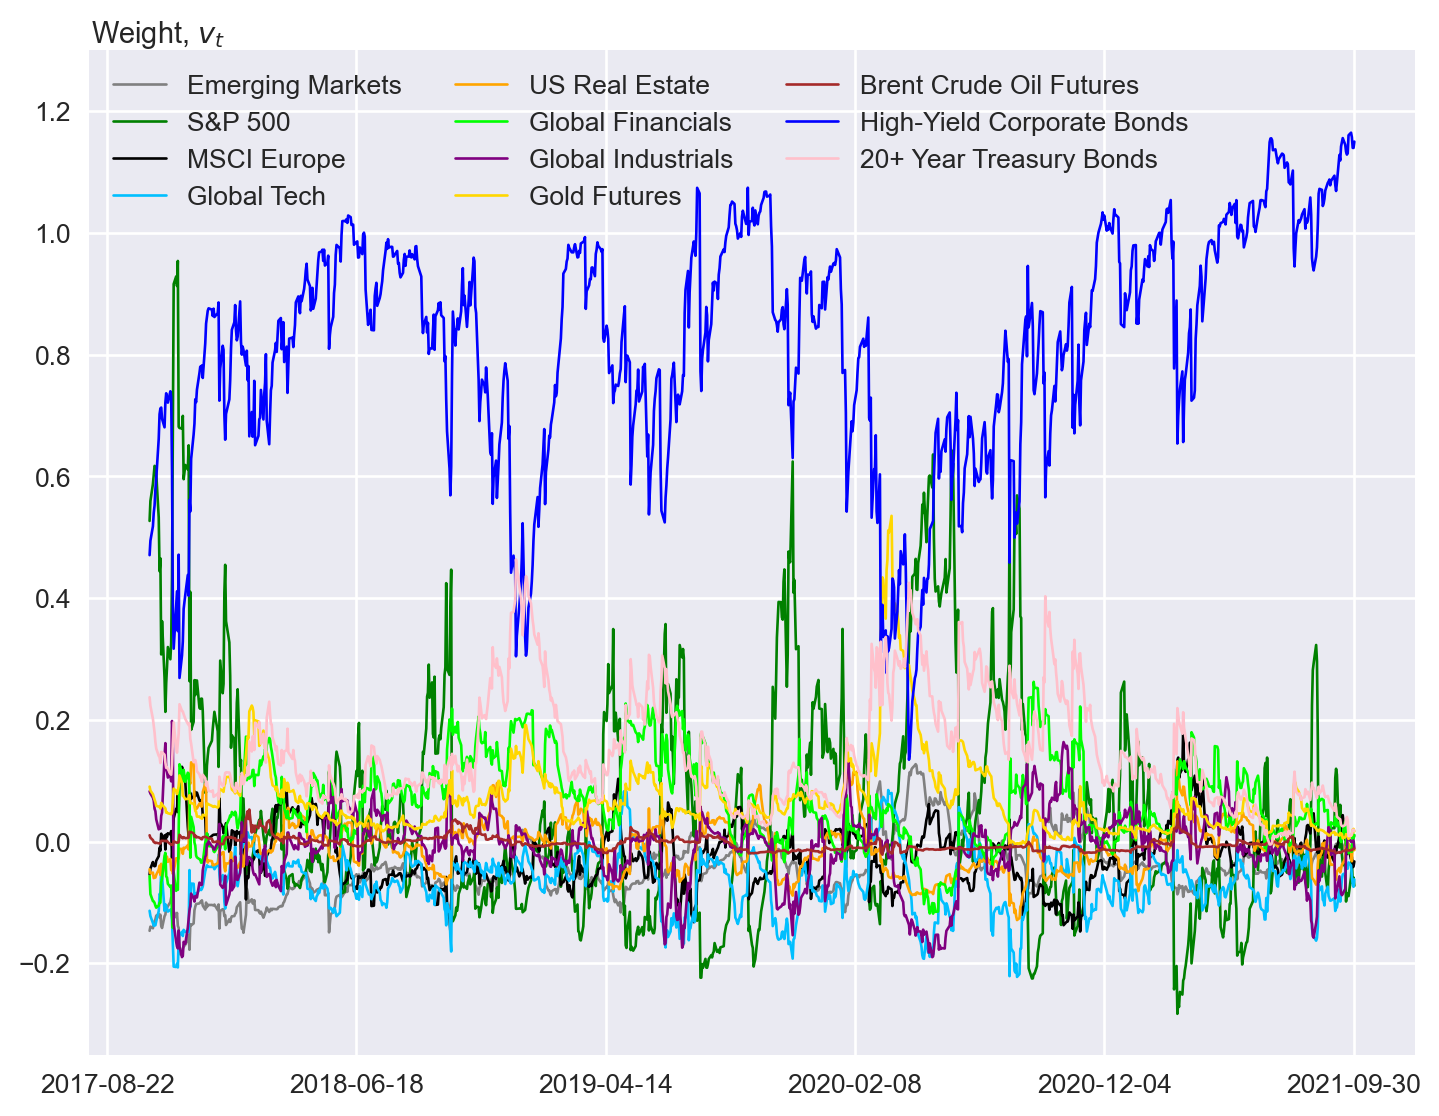 Weight, vₜ
Emerging Markets
S&P 500
MSCI Europe
Global Tech
US Real Estate
Global Financials
Global Industrials
Gold Futures
Brent Crude Oil Futures
High-Yield Corporate Bonds
20+ Year Treasury Bonds
1.2
1.0
0.8
0.6
0.4
0.2
0.0
−0.2
2017-08-22 2018-06-18 2019-04-14 2020-02-08 2020-12-04 2021-09-30